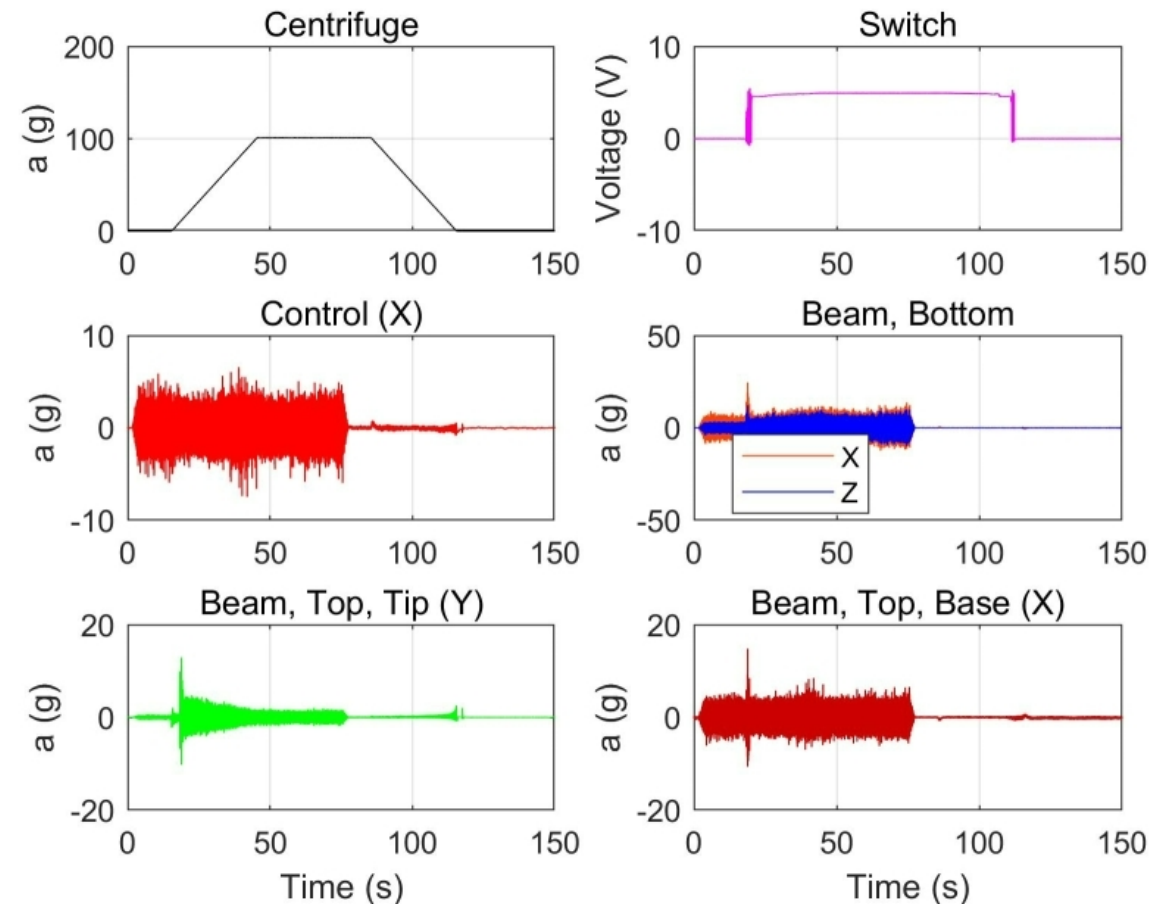 Centrifuge
200
100
0
a (g)
0 50 100 150
Switch
10
0
-10
Voltage (V)
0 50 100 150
Control (X)
10
0
-10
a (g)
0 50 100 150
Beam, Bottom
50
0
-50
a (g)
X
Z
0 50 100 150
Beam, Top, Tip (Y)
20
0
-20
a (g)
0 50 100 150
Time (s)
Beam, Top, Base (X)
20
0
-20
a (g)
0 50 100 150
Time (s)